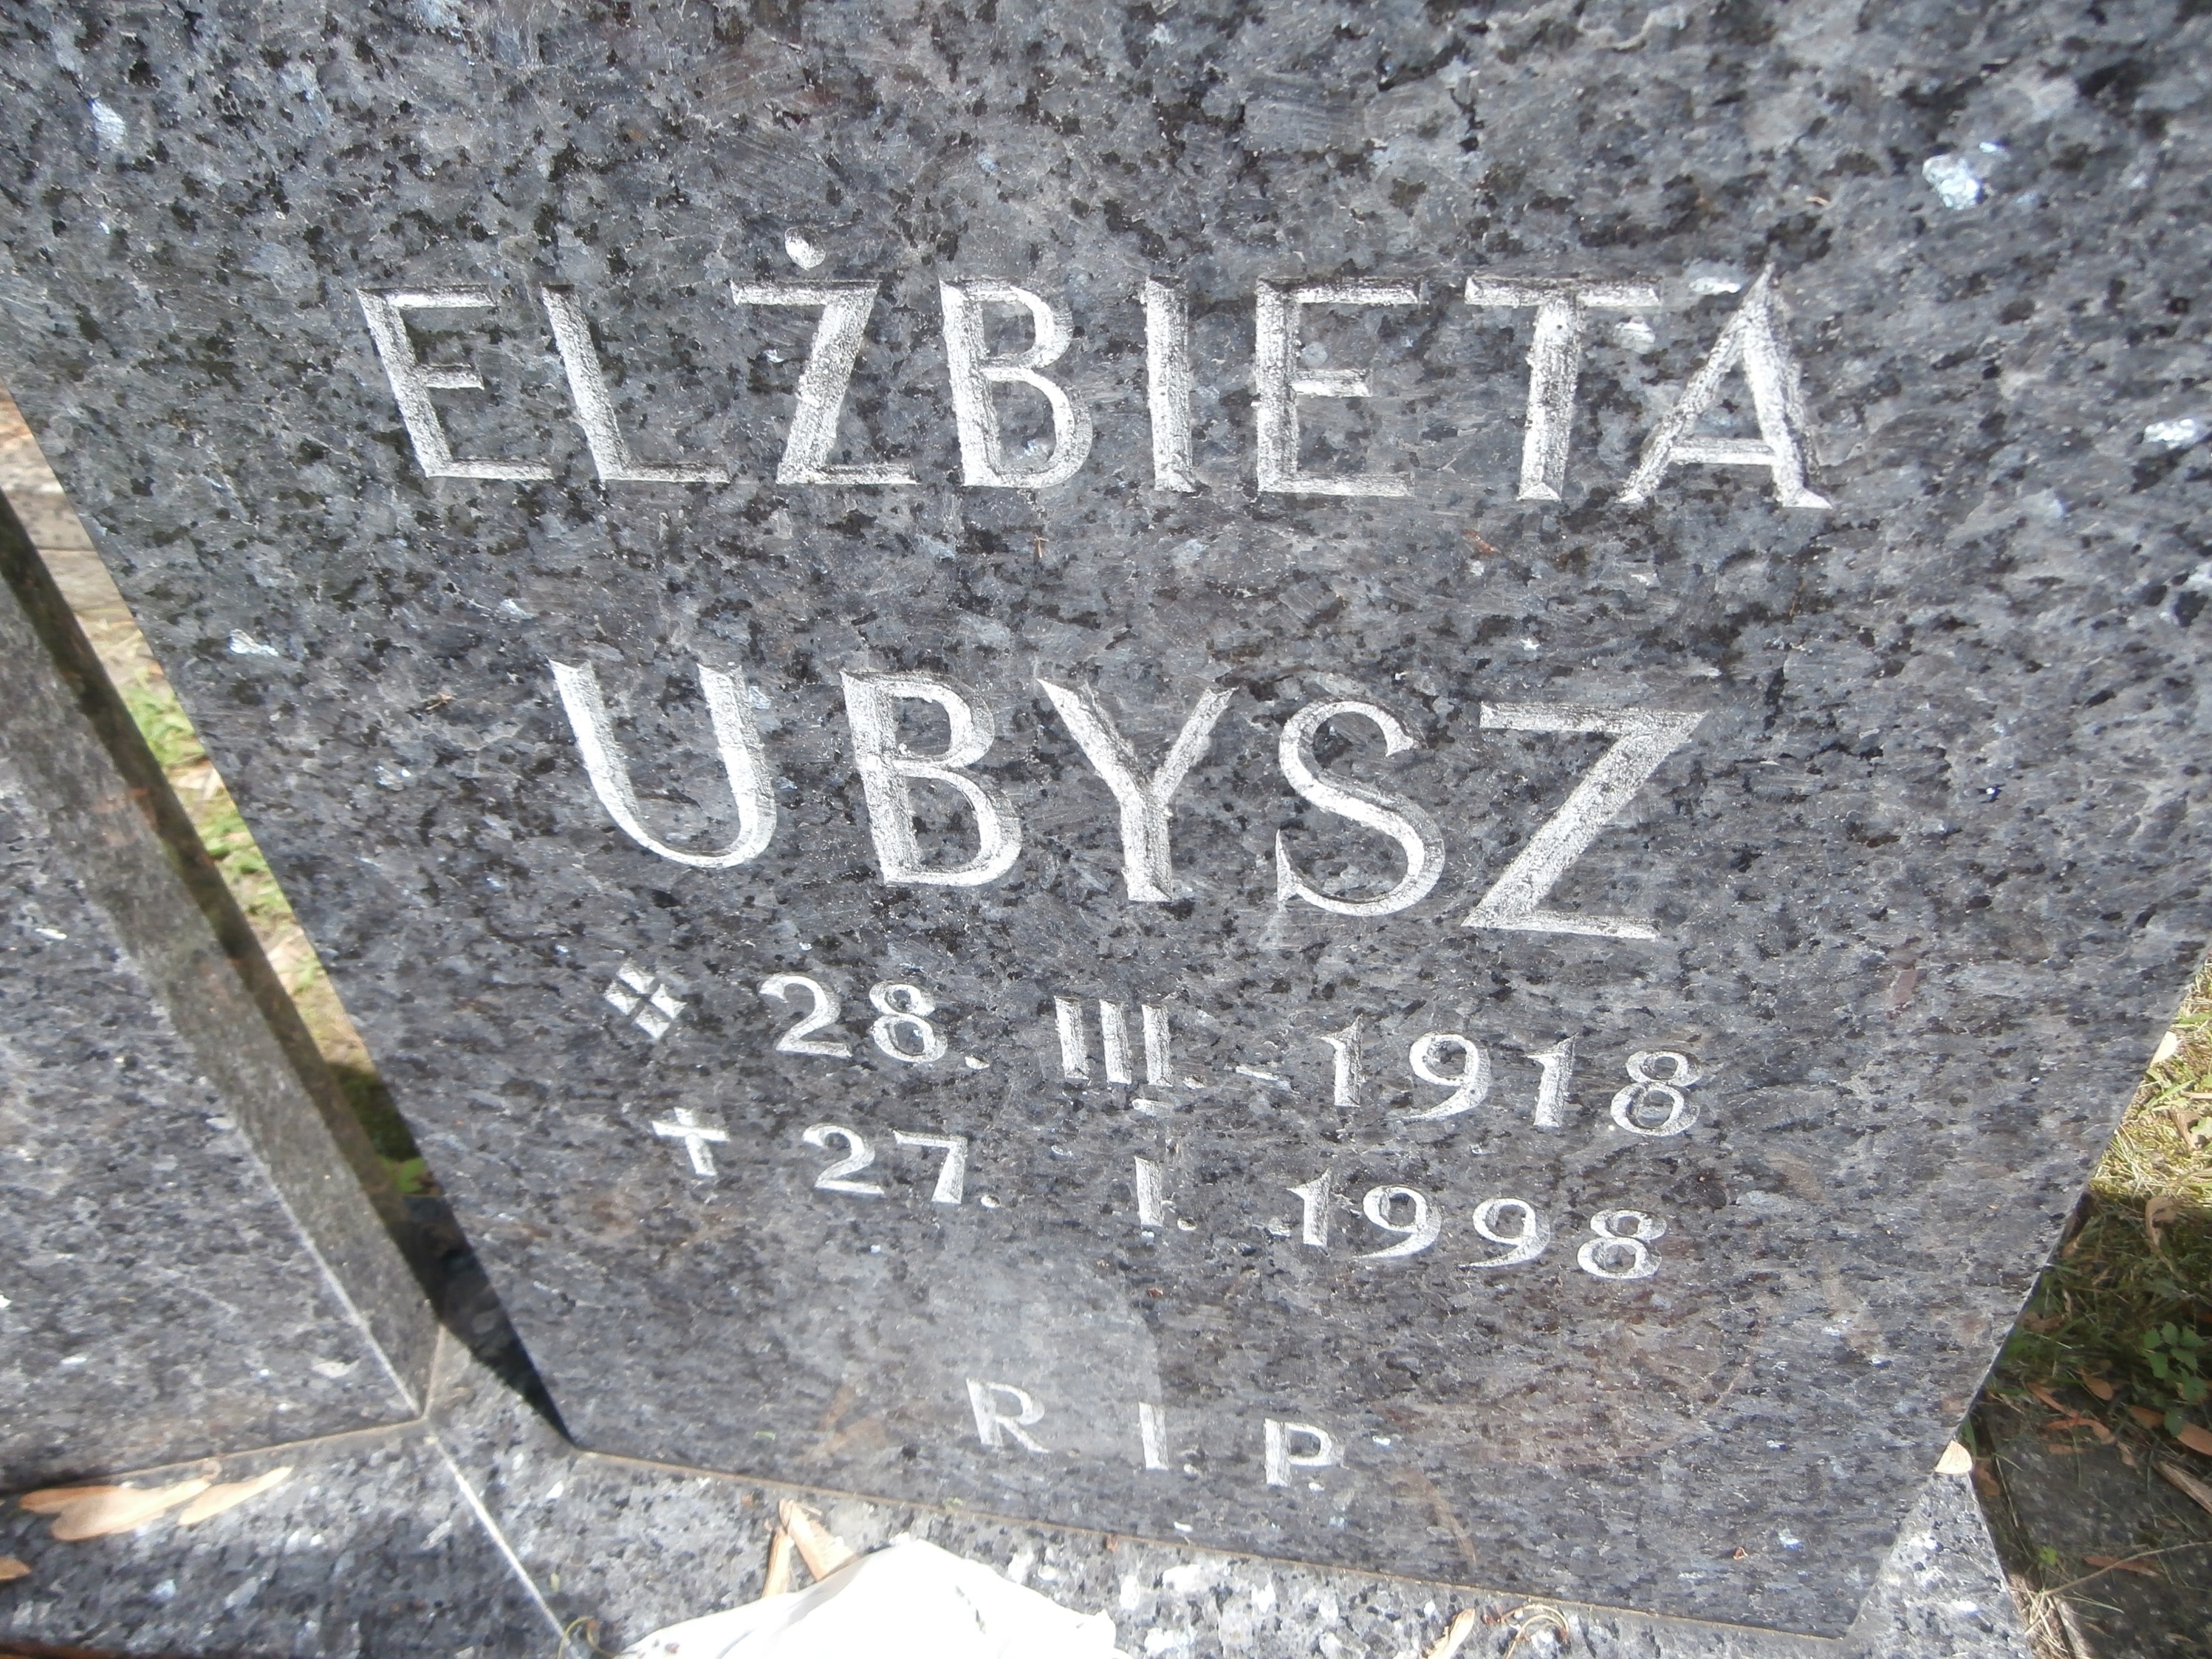 ELŻBIETA
UBYSZ
28. III. - 1918
✝ 27. I. 1998
R I P